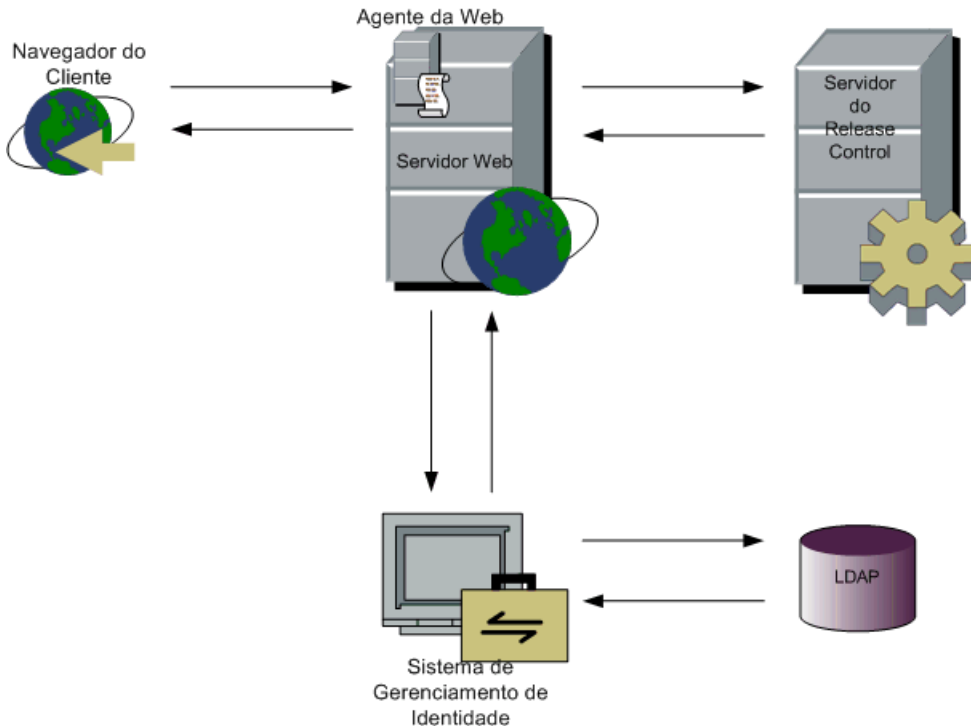 Agente da Web
Navegador do
Cliente
Servidor Web
Servidor
do
Release
Control
LDAP
Sistema de
Gerenciamento de
Identidade